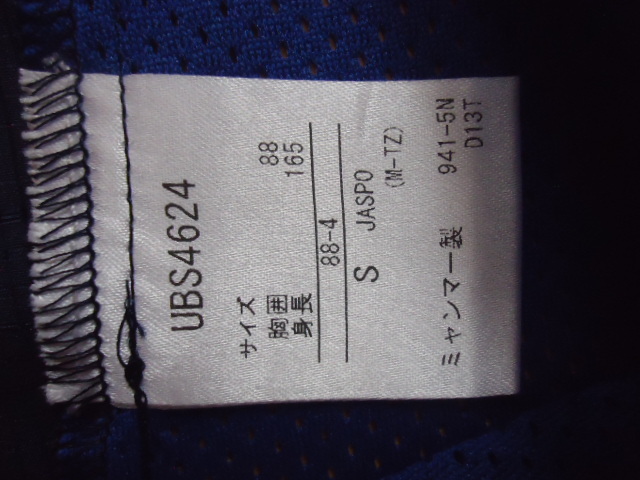 UBS4624
サイズ
胸囲 88
身長 165
88-4
S JASPO
(M-TZ)
ミャンマー製 941-5N
D13T